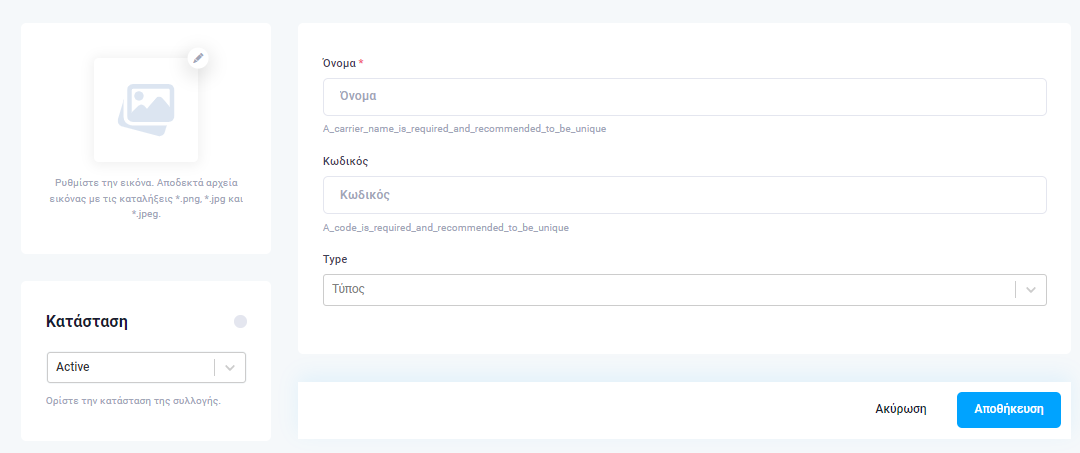 Ρυθμίστε την εικόνα. Αποδεκτά αρχεία
εικόνας με τις καταλήξεις *.png, *.jpg και
*.jpeg.
Κατάσταση
Active
Ορίστε την κατάσταση της συλλογής.
Όνομα *
Όνομα
A_carrier_name_is_required_and_recommended_to_be_unique
Κωδικός
Κωδικός
A_code_is_required_and_recommended_to_be_unique
Type
Τύπος
Ακύρωση
Αποθήκευση